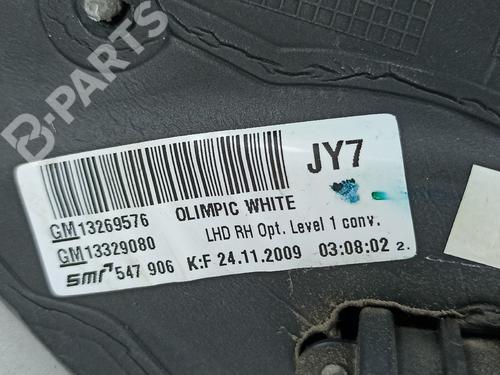 B-PARTS
JY7
OLIMPIC WHITE
GM13269576
LHD RH Opt. Level 1 conv.
GM13329080
smr 547 906 K:F 24.11.2009 03:08:02 2.